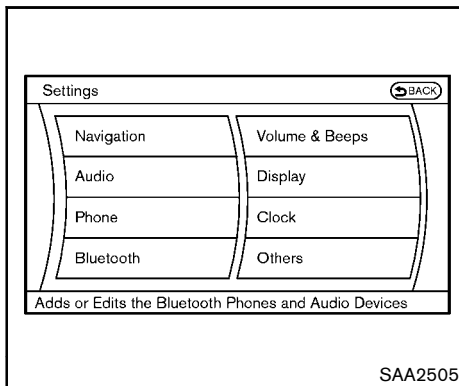 Settings
BACK
Navigation
Volume & Beeps
Audio
Display
Phone
Clock
Bluetooth
Others
Adds or Edits the Bluetooth Phones and Audio Devices
SAA2505